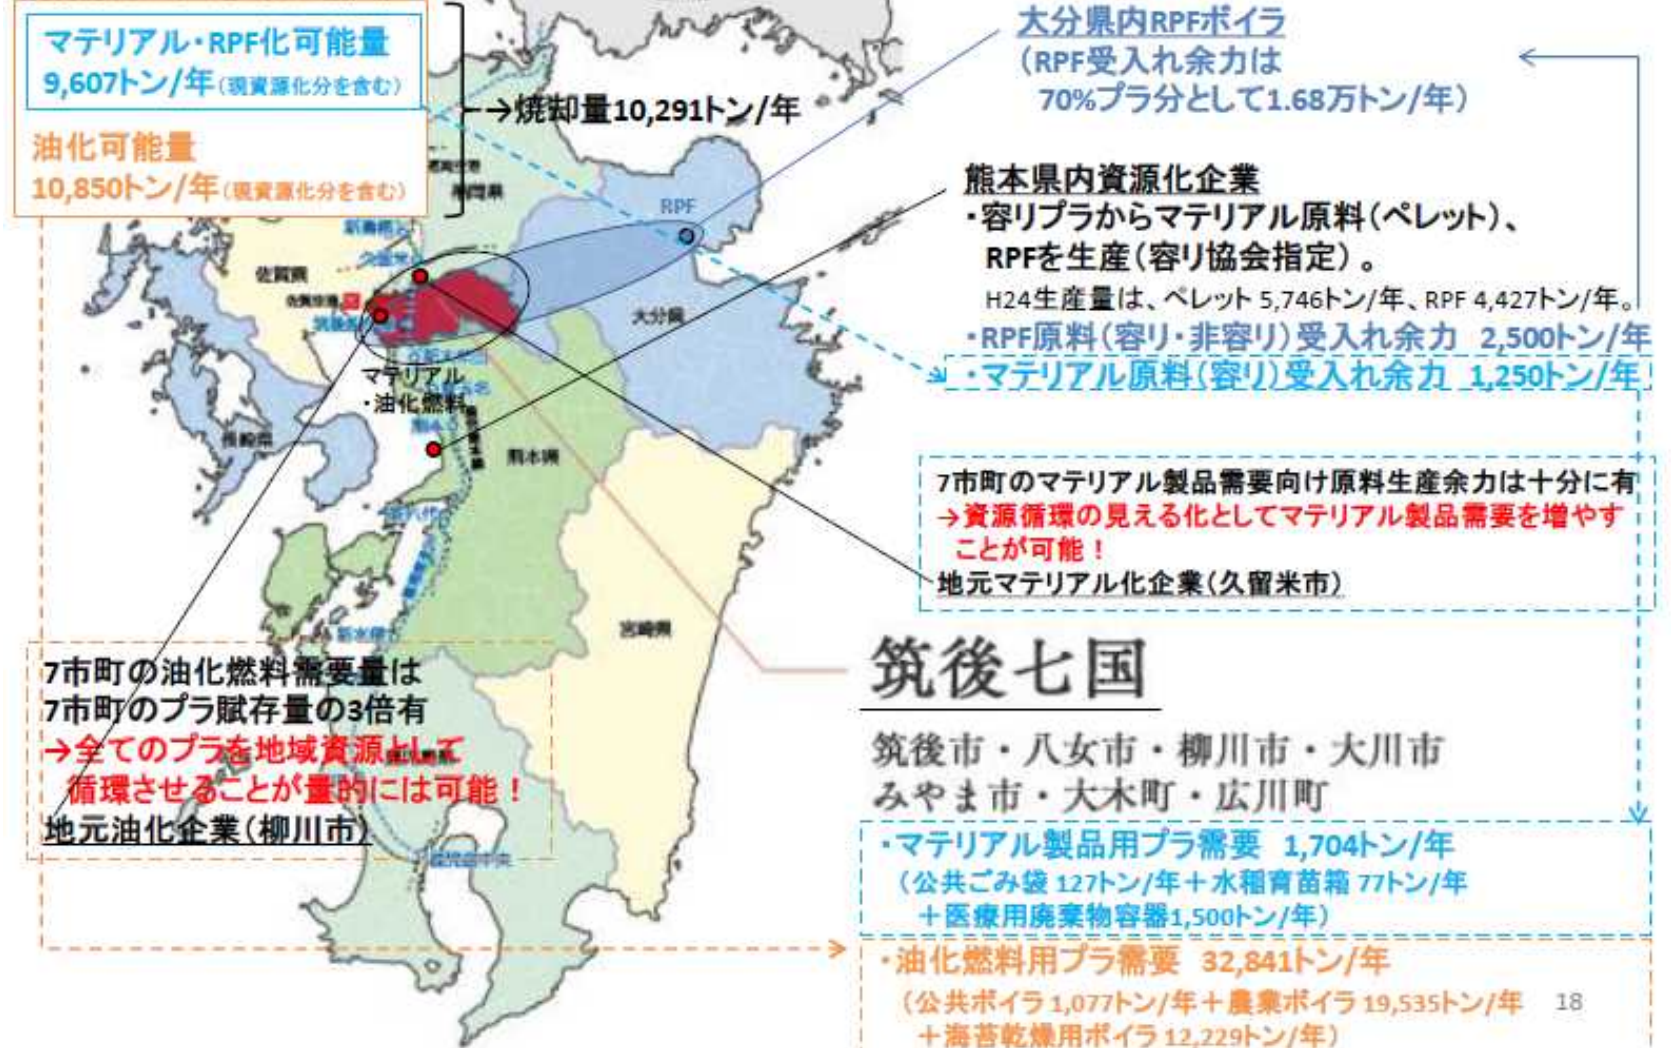 マテリアル・RPF化可能量
9,607トン/年(現資源化分を含む)
油化可能量
10,850トン/年(現資源化分を含む)
→焼却量10,291トン/年
大分県内RPFボイラ
(RPF受入れ余力は
70%プラ分として1.68万トン/年)
熊本県内資源化企業
・容リプラからマテリアル原料(ペレット)、
RPFを生産(容リ協会指定)。
H24生産量は、ペレット 5,746トン/年、RPF 4,427トン/年。
・RPF原料(容リ・非容リ)受入れ余力 2,500トン/年
・マテリアル原料(容リ)受入れ余力 1,250トン/年
RPF
福岡県
佐賀県
佐賀空港
久留米
大分県
マテリアル
・油化燃料
長崎県
熊本県
宮崎県
新水俣
鹿児島中央
7市町のマテリアル製品需要向け原料生産余力は十分に有
→資源循環の見える化としてマテリアル製品需要を増やす
ことが可能!
地元マテリアル化企業(久留米市)
7市町の油化燃料需要量は
7市町のプラ賦存量の3倍有
→全てのプラを地域資源として
循環させることが量的には可能!
地元油化企業(柳川市)
筑後七国
筑後市・八女市・柳川市・大川市
みやま市・大木町・広川町
・マテリアル製品用プラ需要 1,704トン/年
(公共ごみ袋 127トン/年+水稲育苗箱 77トン/年
+医療用廃棄物容器1,500トン/年)
・油化燃料用プラ需要 32,841トン/年
(公共ボイラ 1,077トン/年+農業ボイラ 19,535トン/年
+海苔乾燥用ボイラ 12,229トン/年)
18